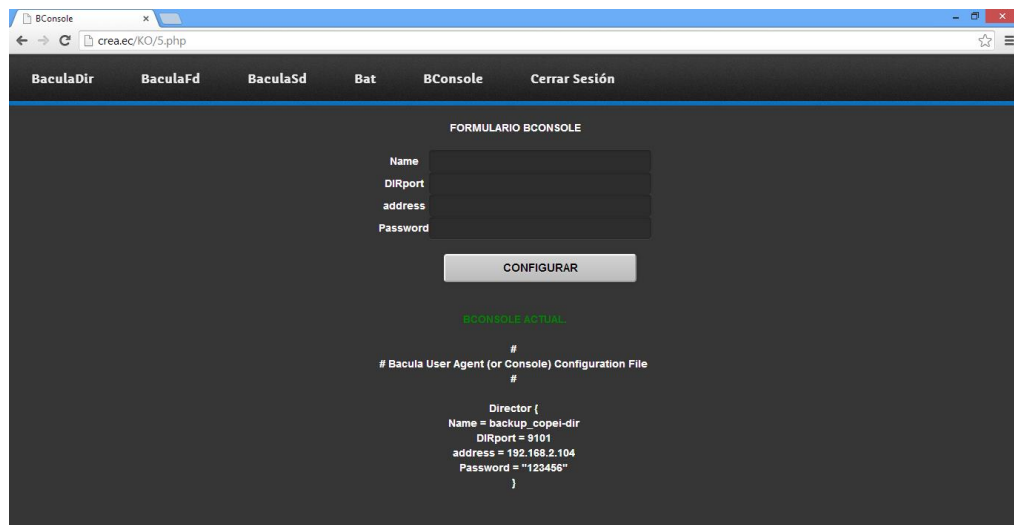 BConsole
crea.ec/KO/5.php
BaculaDir BaculaFd BaculaSd Bat BConsole Cerrar Sesión
FORMULARIO BCONSOLE
Name
DIRport
address
Password
CONFIGURAR
BCONSOLE ACTUAL.
#
# Bacula User Agent (or Console) Configuration File
#
Director {
Name = backup_copei-dir
DIRport = 9101
address = 192.168.2.104
Password = "123456"
}